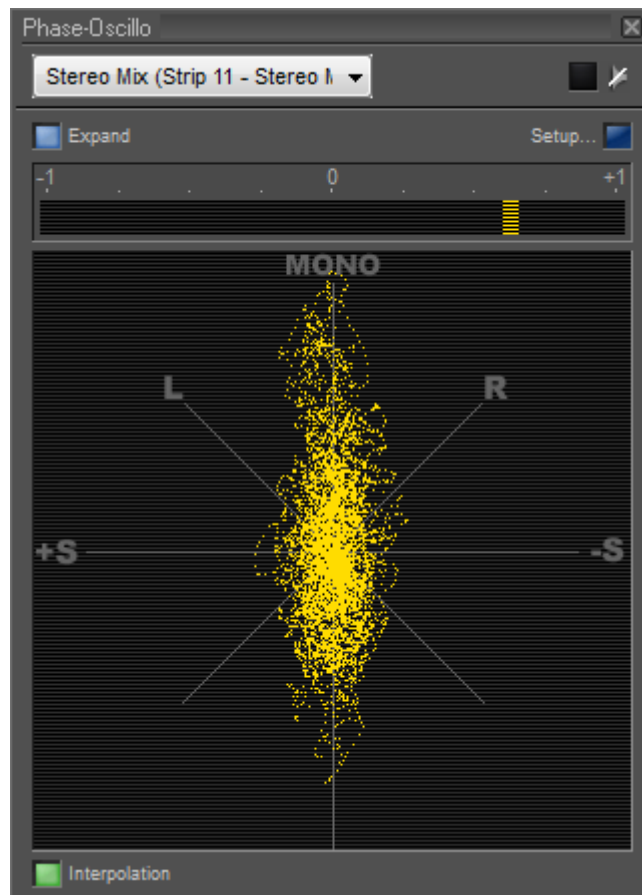 Phase-Oscillo
Stereo Mix (Strip 11 - Stereo M
Expand Setup...
-1 0 +1
MONO
L R
+S -S
Interpolation